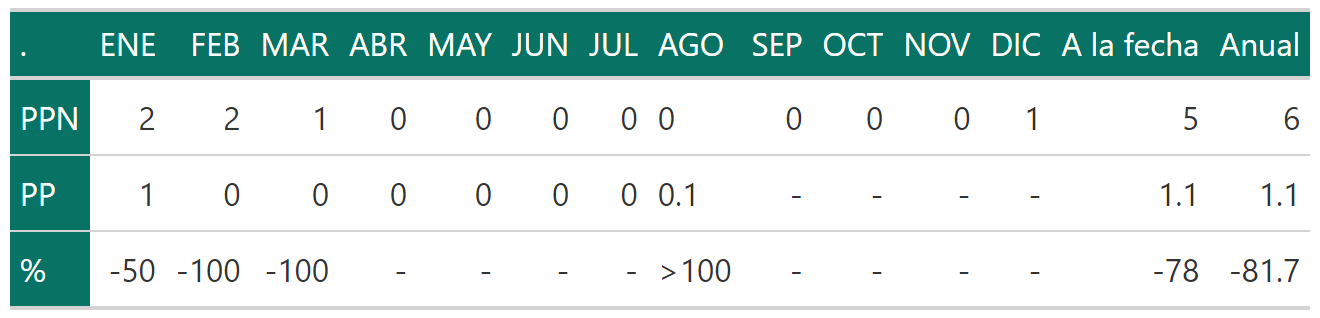 . ENE FEB MAR ABR MAY JUN JUL AGO SEP OCT NOV DIC A la fecha Anual
PPN 2 2 1 0 0 0 0 0 0 0 0 1 5 6
PP 1 0 0 0 0 0 0 0.1 - - - - 1.1 1.1
% -50 -100 -100 - - - - >100 - - - - -78 -81.7